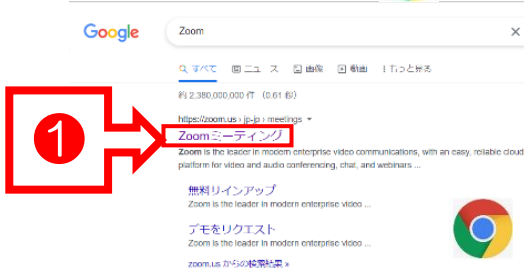 Google
Zoom ×
すべて ニュース 画像 動画 もっと見る
約 2,380,000,000 件 (0.61 秒)
https://zoom.us › jp-jp › meetings
Zoomミーティング
1
Zoom is the leader in modern enterprise video communications, with an easy, reliable cloud
platform for video and audio conferencing, chat, and webinars ...
無料サインアップ
Zoom is the leader in modern enterprise video ...
デモをリクエスト
Zoom is the leader in modern enterprise video ...
zoom.us からの検索結果 »